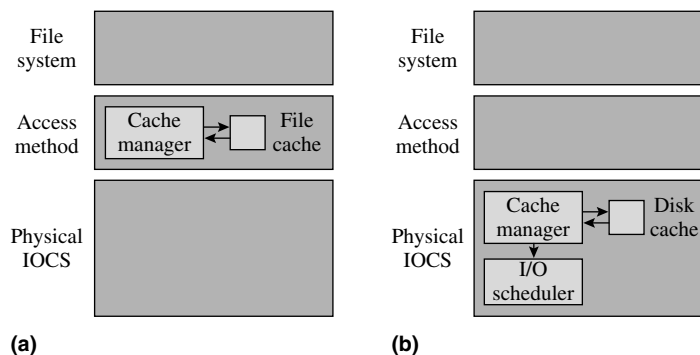 File
system
Access
method
Cache
manager
File
cache
Physical
IOCS
(a)
File
system
Access
method
Physical
IOCS
Cache
manager
Disk
cache
I/O
scheduler
(b)